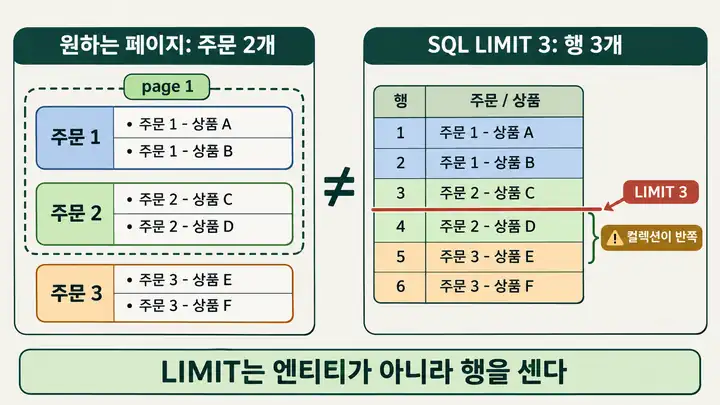 원하는 페이지: 주문 2개
page 1
주문 1
• 주문 1 - 상품 A
• 주문 1 - 상품 B
주문 2
• 주문 2 - 상품 C
• 주문 2 - 상품 D
주문 3
• 주문 3 - 상품 E
• 주문 3 - 상품 F
≠
SQL LIMIT 3: 행 3개
행 주문 / 상품
1 주문 1 - 상품 A
2 주문 1 - 상품 B
3 주문 2 - 상품 C
LIMIT 3
4 주문 2 - 상품 D
컬렉션이 반쪽
5 주문 3 - 상품 E
6 주문 3 - 상품 F
LIMIT는 엔티티가 아니라 행을 센다